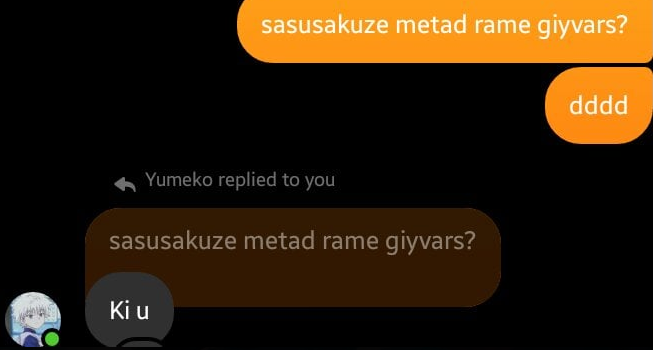 sasusakuze metad rame giyvars?
dddd
Yumeko replied to you
sasusakuze metad rame giyvars?
Ki u